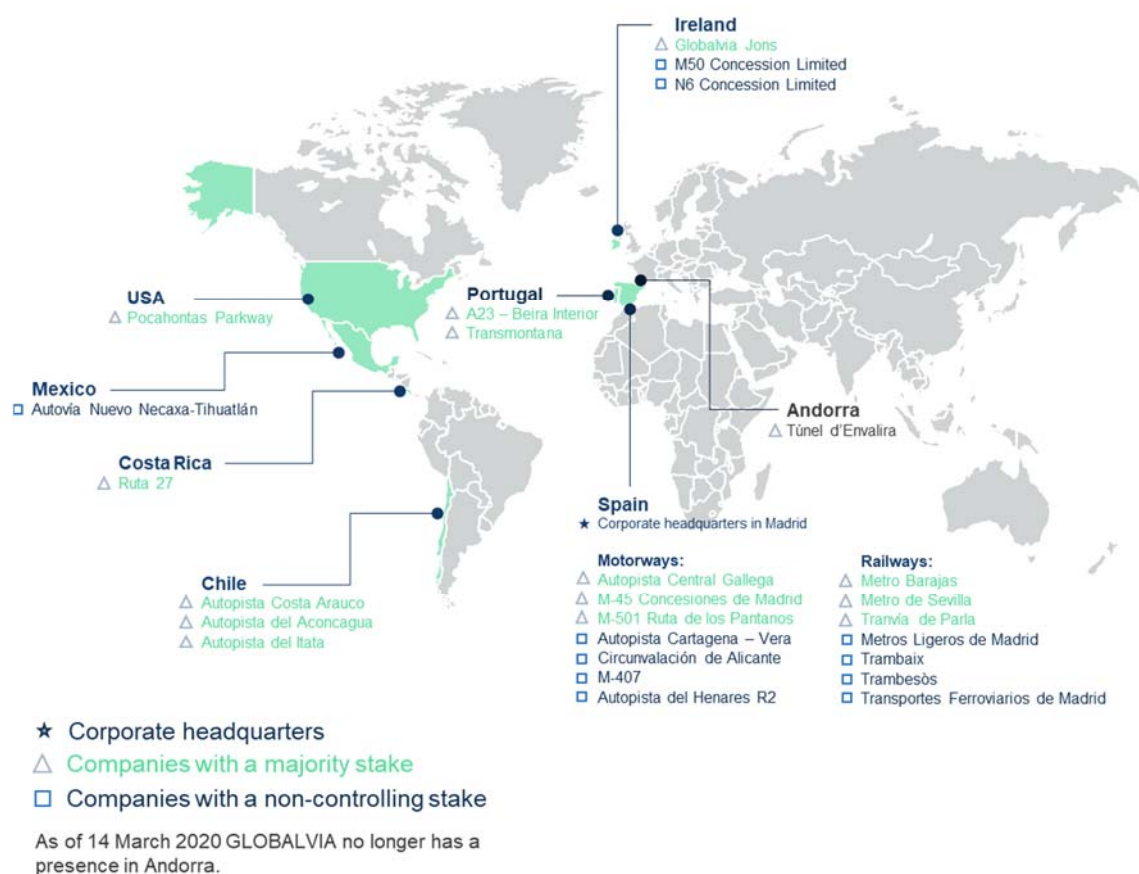 Ireland
Globalvia Jons
M50 Concession Limited
N6 Concession Limited
USA
Pocahontas Parkway
Portugal
A23 – Beira Interior
Transmontana
Mexico
Autovía Nuevo Necaxa-Tihuatlán
Andorra
Túnel d'Envalira
Costa Rica
Ruta 27
Spain
★ Corporate headquarters in Madrid
Chile
Autopista Costa Arauco
Autopista del Aconcagua
Autopista del Itata
Motorways:
Autopista Central Gallega
M-45 Concesiones de Madrid
M-501 Ruta de los Pantanos
Autopista Cartagena – Vera
Circunvalación de Alicante
M-407
Autopista del Henares R2
Railways:
Metro Barajas
Metro de Sevilla
Tranvía de Parla
Metros Ligeros de Madrid
Trambaix
Trambesòs
Transportes Ferroviarios de Madrid
★ Corporate headquarters
△ Companies with a majority stake
□ Companies with a non-controlling stake
As of 14 March 2020 GLOBALVIA no longer has a
presence in Andorra.